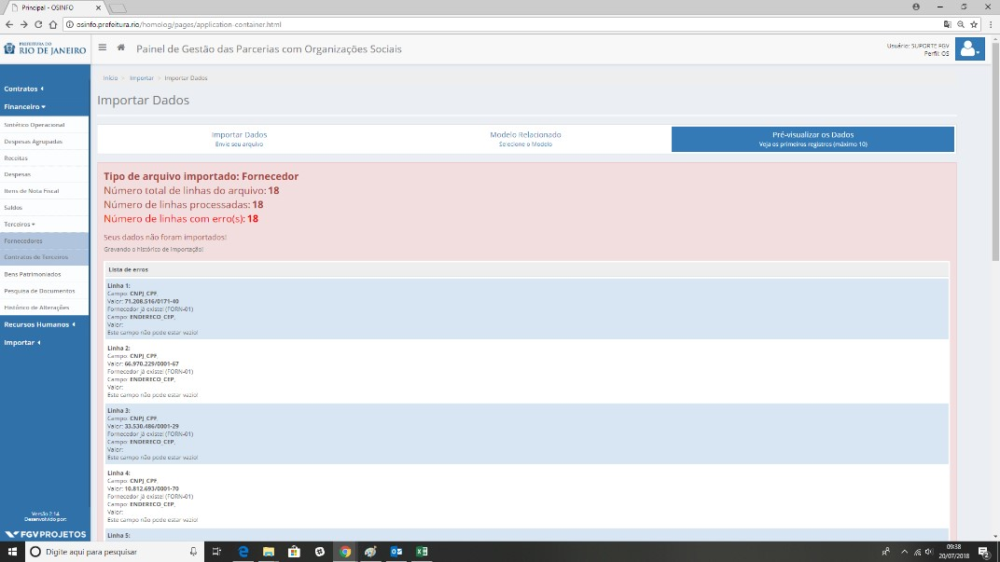 Principal - OSINFO
osinfo.prefeitura.rio/homolog/pages/application-container.html
PREFEITURA DO
RIO DE JANEIRO
Painel de Gestão das Parcerias com Organizações Sociais
Usuário: SUPORTE FGV
Perfil: OS
Contratos
Financeiro
Sintético Operacional
Despesas Agrupadas
Receitas
Despesas
Itens de Nota Fiscal
Saldos
Terceiros
Fornecedores
Contratos de Terceiros
Bens Patrimoniados
Pesquisa de Documentos
Histórico de Alterações
Recursos Humanos
Importar
Versão 2.14
Desenvolvido por:
FGV PROJETOS
Início > Importar > Importar Dados
Importar Dados
Importar Dados
Envie seu arquivo
Modelo Relacionado
Selecione o Modelo
Pré-visualizar os Dados
Veja os primeiros registros (máximo 10)
Tipo de arquivo importado: Fornecedor
Número total de linhas do arquivo: 18
Número de linhas processadas: 18
Número de linhas com erro(s): 18
Seus dados não foram importados!
Gravando o histórico de importação!
Lista de erros
Linha 1:
Campo: CNPJ_CPF,
Valor: 71.208.516/0171-40
Fornecedor já existe! (FORN-01)
Campo: ENDERECO_CEP,
Valor:
Este campo não pode estar vazio!
Linha 2:
Campo: CNPJ_CPF,
Valor: 66.970.229/0001-67
Fornecedor já existe! (FORN-01)
Campo: ENDERECO_CEP,
Valor:
Este campo não pode estar vazio!
Linha 3:
Campo: CNPJ_CPF,
Valor: 33.530.486/0001-29
Fornecedor já existe! (FORN-01)
Campo: ENDERECO_CEP,
Valor:
Este campo não pode estar vazio!
Linha 4:
Campo: CNPJ_CPF,
Valor: 10.812.693/0001-70
Fornecedor já existe! (FORN-01)
Campo: ENDERECO_CEP,
Valor:
Este campo não pode estar vazio!
Linha 5:
Digite aqui para pesquisar
09:38
20/07/2018